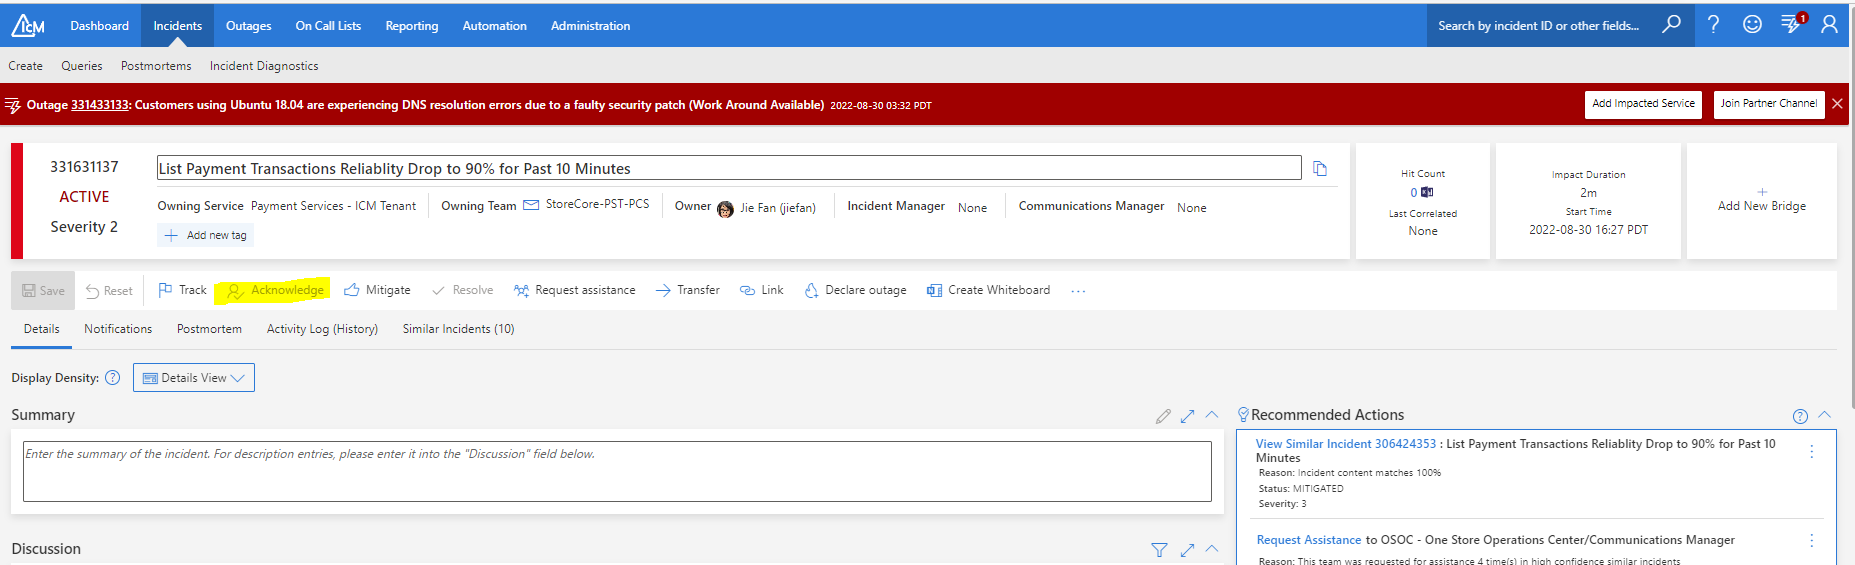 IcM Dashboard Incidents Outages On Call Lists Reporting Automation Administration Search by incident ID or other fields... ? 1
Create Queries Postmortems Incident Diagnostics
Outage 331433133: Customers using Ubuntu 18.04 are experiencing DNS resolution errors due to a faulty security patch (Work Around Available) 2022-08-30 03:32 PDT Add Impacted Service Join Partner Channel
331631137
ACTIVE
Severity 2
List Payment Transactions Reliablity Drop to 90% for Past 10 Minutes
Owning Service Payment Services - ICM Tenant Owning Team StoreCore-PST-PCS Owner Jie Fan (jiefan) Incident Manager None Communications Manager None
+ Add new tag
Hit Count
0
Last Correlated
None
Impact Duration
2m
Start Time
2022-08-30 16:27 PDT
+
Add New Bridge
Save Reset Track Acknowledge Mitigate Resolve Request assistance Transfer Link Declare outage Create Whiteboard ...
Details Notifications Postmortem Activity Log (History) Similar Incidents (10)
Display Density: ? Details View
Summary
Enter the summary of the incident. For description entries, please enter it into the "Discussion" field below.
Discussion
Recommended Actions ?
View Similar Incident 306424353 : List Payment Transactions Reliablity Drop to 90% for Past 10
Minutes
Reason: Incident content matches 100%
Status: MITIGATED
Severity: 3
Request Assistance to OSOC - One Store Operations Center/Communications Manager
Reason: This team was requested for assistance 4 time(s) in high confidence similar incidents